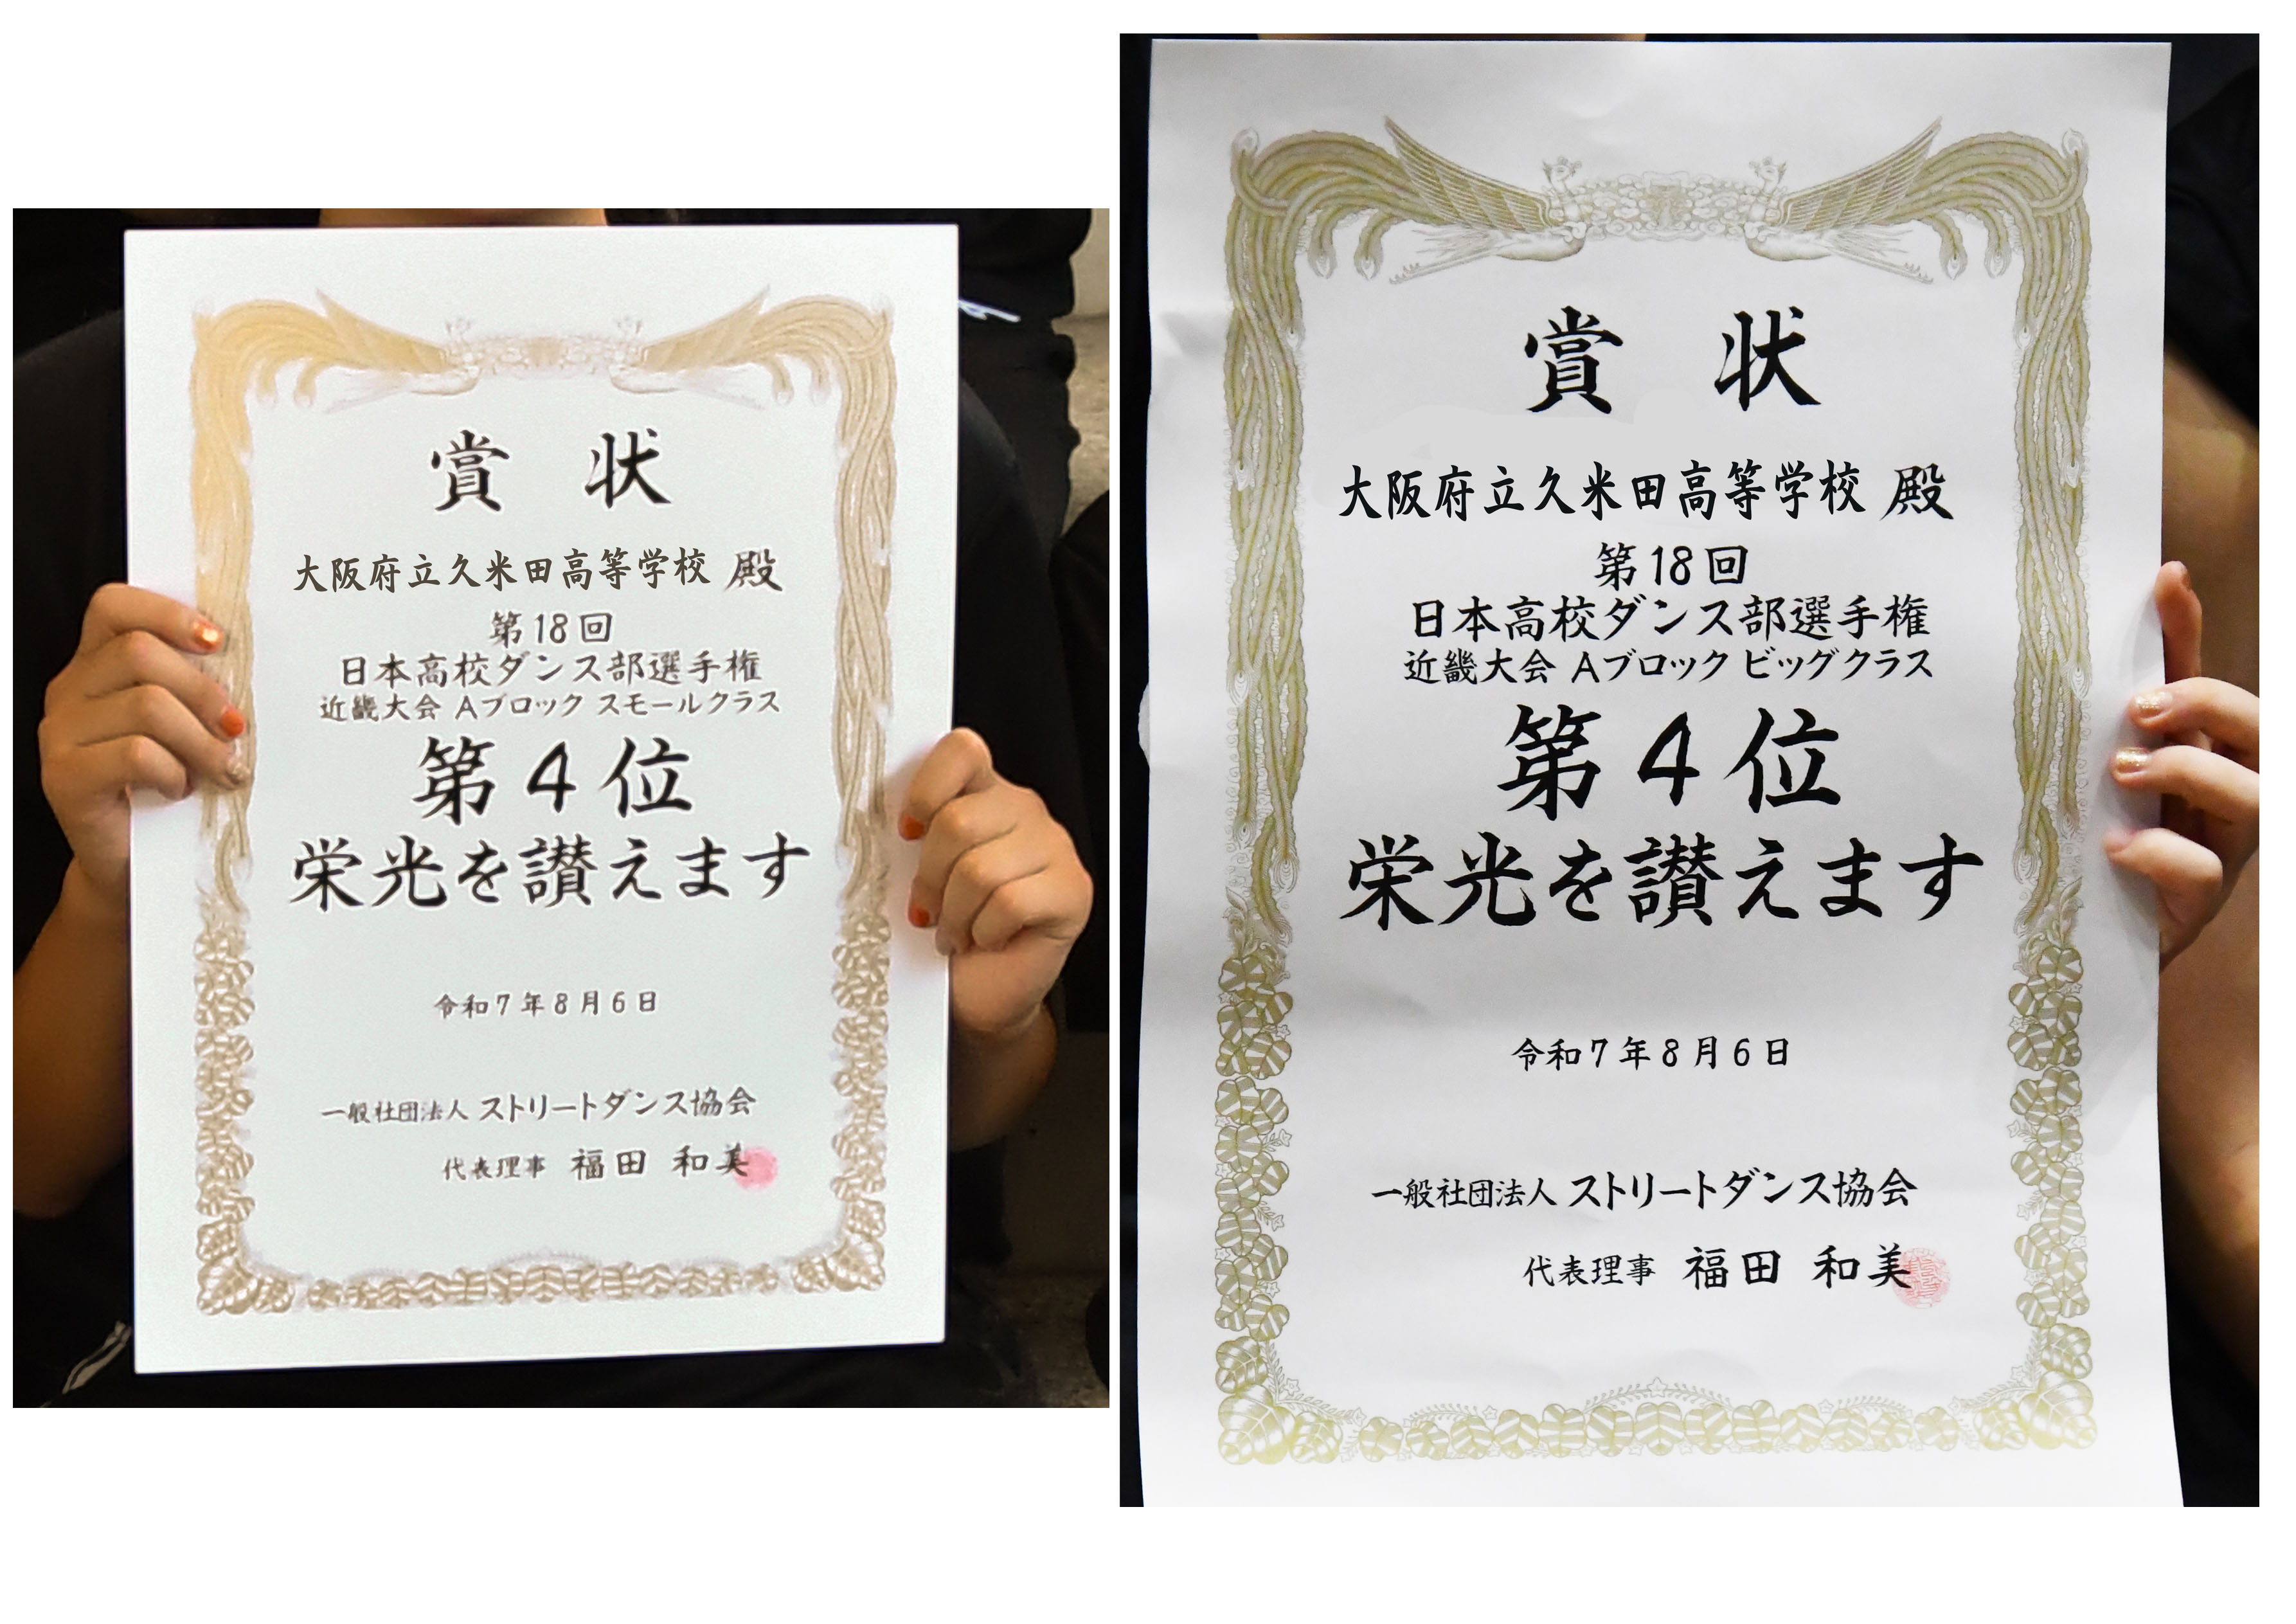 賞 状
大阪府立久米田高等学校 殿
第18回
日本高校ダンス部選手権
近畿大会 Aブロック スモールクラス
第4位
栄光を讃えます
令和7年8月6日
一般社団法人 ストリートダンス協会
代表理事 福田 和美
賞 状
大阪府立久米田高等学校 殿
第18回
日本高校ダンス部選手権
近畿大会 Aブロック ビッグクラス
第4位
栄光を讃えます
令和7年8月6日
一般社団法人 ストリートダンス協会
代表理事 福田 和美